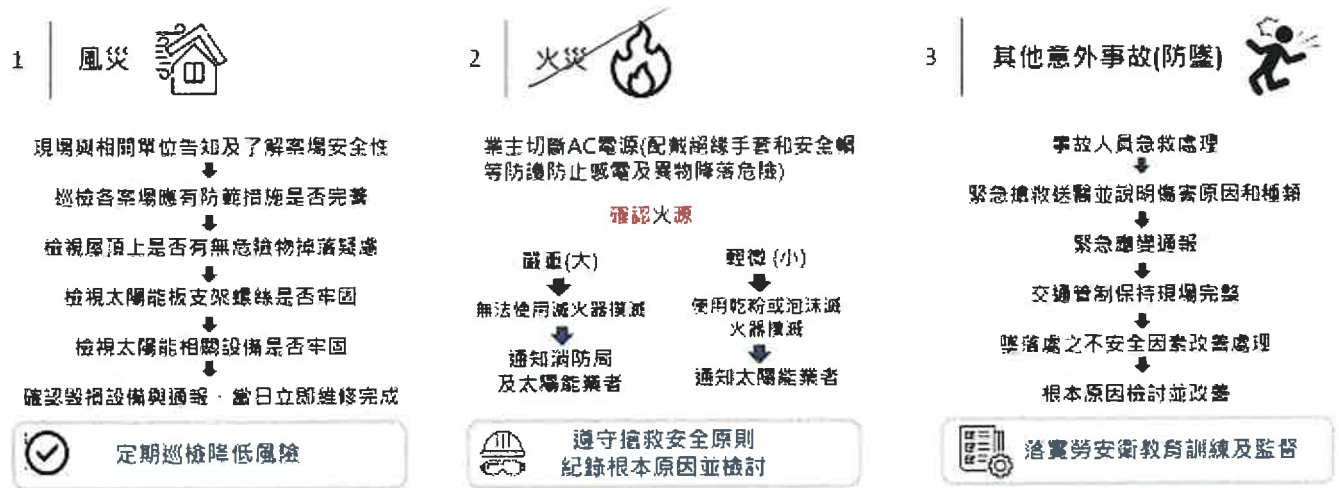 1
風災
現場與相關單位告知及了解案場安全性
巡檢各案場應有防範措施是否完善
檢視屋頂上是否有無危險物掉落疑慮
檢視太陽能板支架螺絲是否牢固
檢視太陽能相關設備是否牢固
確認毀損設備與通報、當日立即維修完成
定期巡檢降低風險
2
火災
業主切斷AC電源(配戴絕緣手套和安全帽
等防護防止感電及異物降落危險)
確認火源
嚴重(大)
無法使用滅火器撲滅
通知消防局
及太陽能業者
輕微 (小)
使用乾粉或泡沫滅
火器撲滅
通知太陽能業者
遵守搶救安全原則
紀錄根本原因並檢討
3
其他意外事故(防墜)
事故人員急救處理
緊急搶救送醫並說明傷害原因和種類
緊急應變通報
交通管制保持現場完整
墜落處之不安全因素改善處理
根本原因檢討並改善
落實勞安衛教育訓練及監督